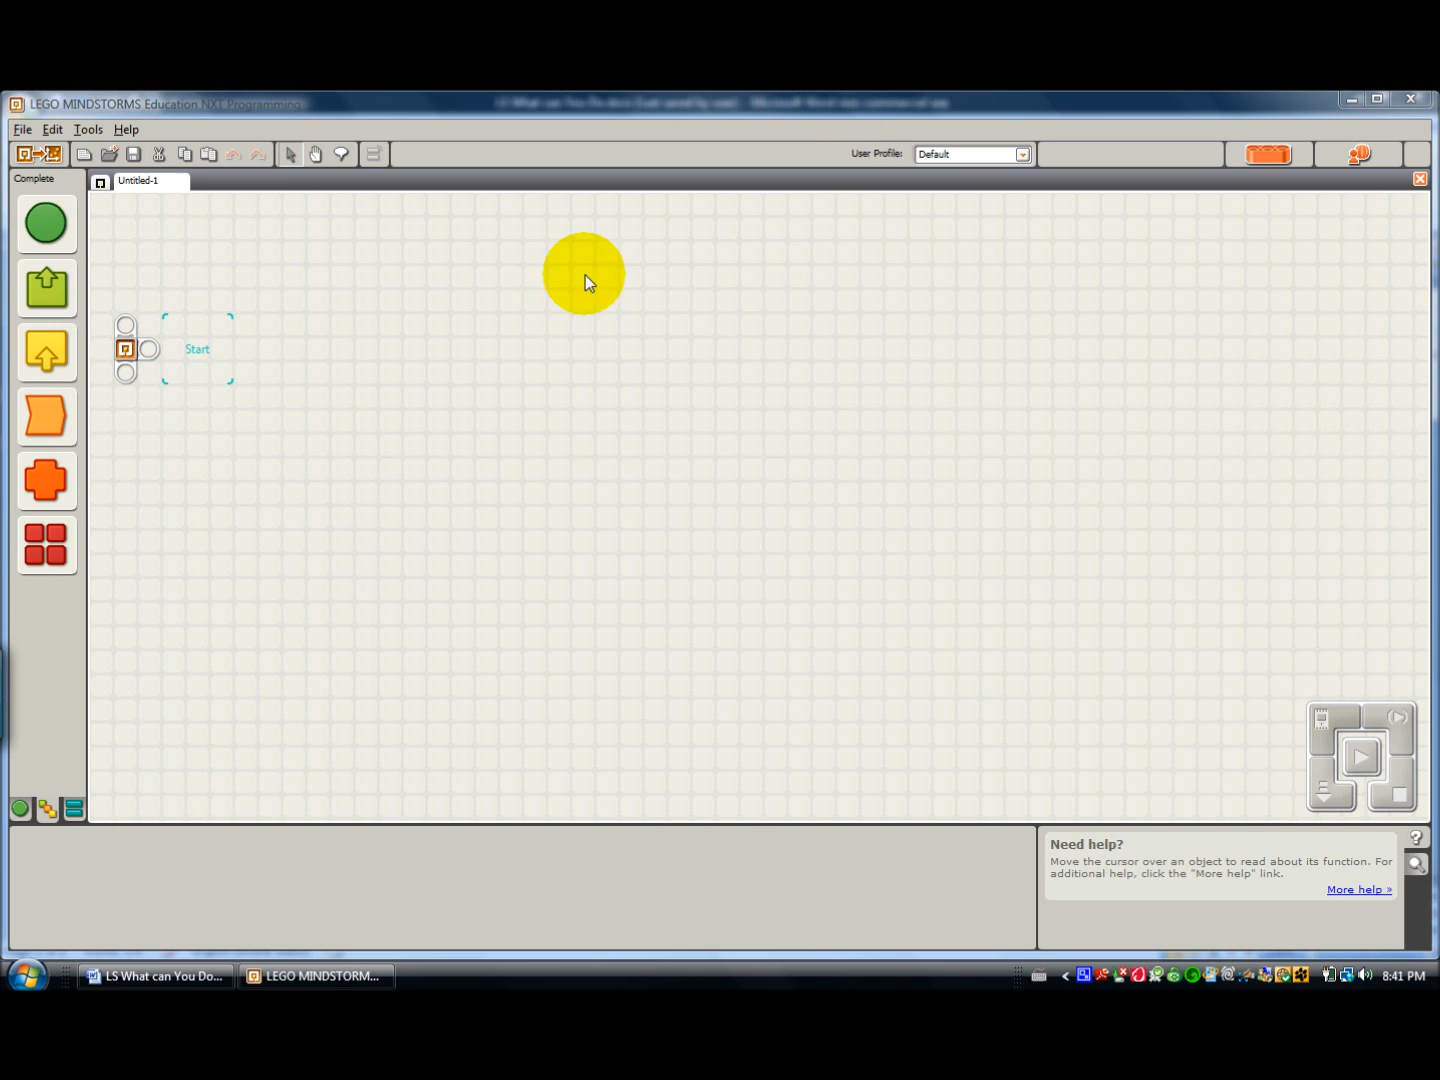 LEGO MINDSTORMS Education NXT Programming
File Edit Tools Help
User Profile: Default
Complete
Untitled-1
Start
Need help?
Move the cursor over an object to read about its function. For
additional help, click the "More help" link.
More help »
LS What can You Do...
LEGO MINDSTORM...
8:41 PM